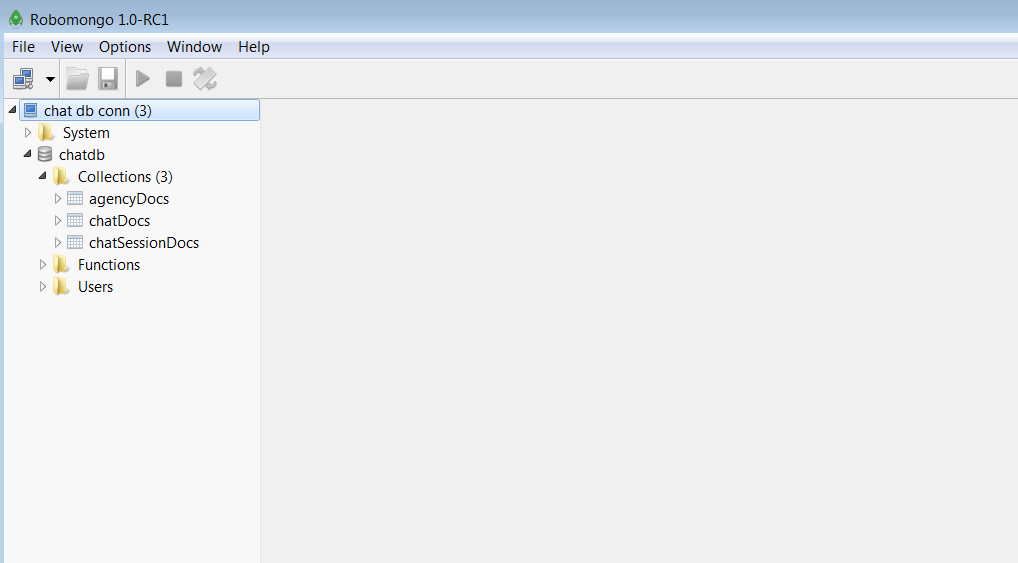 Robomongo 1.0-RC1
File View Options Window Help
chat db conn (3)
System
chatdb
Collections (3)
agencyDocs
chatDocs
chatSessionDocs
Functions
Users